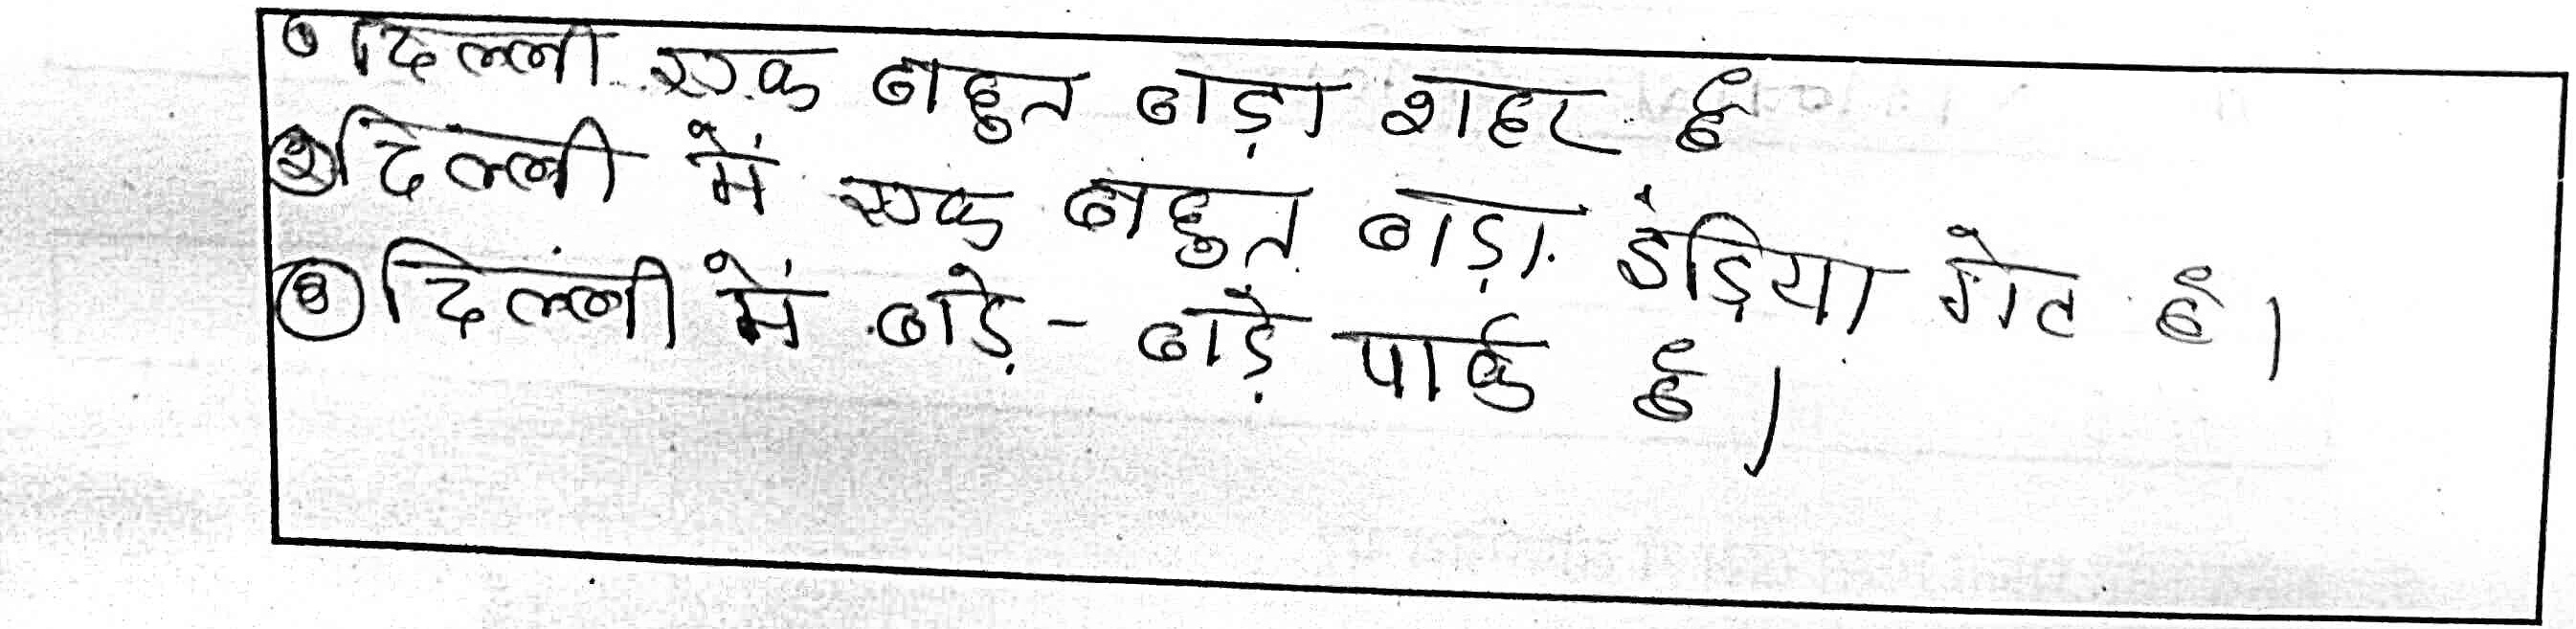 ① दिल्ली एक बहुत बड़ा शहर है
② दिल्ली में एक बहुत बड़ा इंड़िया गेट है।
③ दिल्ली में बड़े - बड़े पार्क है।